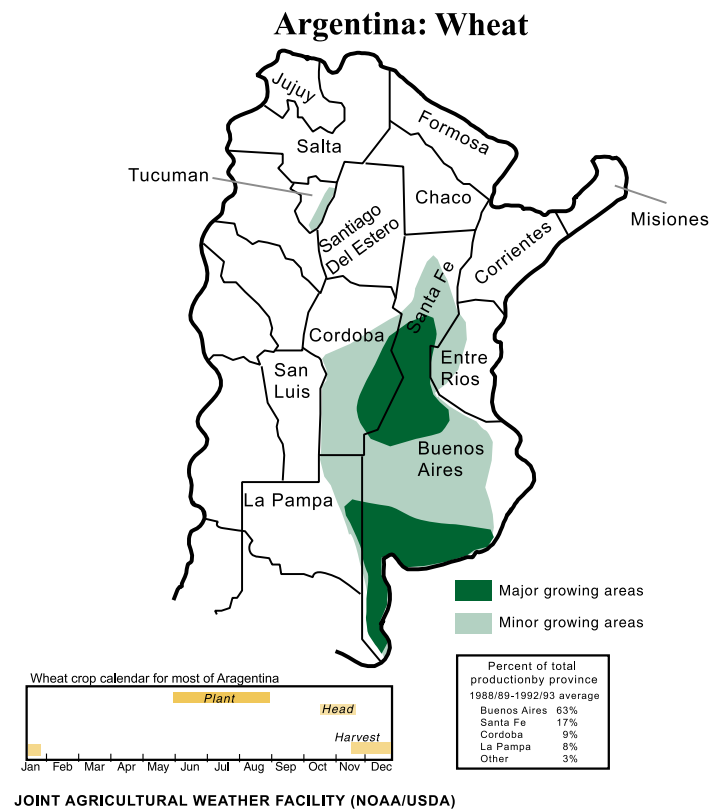 Argentina: Wheat
Jujuy
Formosa
Salta
Tucuman
Chaco
Misiones
Santiago
Del Estero
Corrientes
Santa Fe
Cordoba
Entre
Rios
San
Luis
Buenos
Aires
La Pampa
Major growing areas
Minor growing areas
Wheat crop calendar for most of Aragentina
Plant
Head
Harvest
Jan Feb Mar Apr May Jun Jul Aug Sep Oct Nov Dec
Percent of total
productionby province
1988/89-1992/93 average
Buenos Aires 63%
Santa Fe 17%
Cordoba 9%
La Pampa 8%
Other 3%
JOINT AGRICULTURAL WEATHER FACILITY (NOAA/USDA)